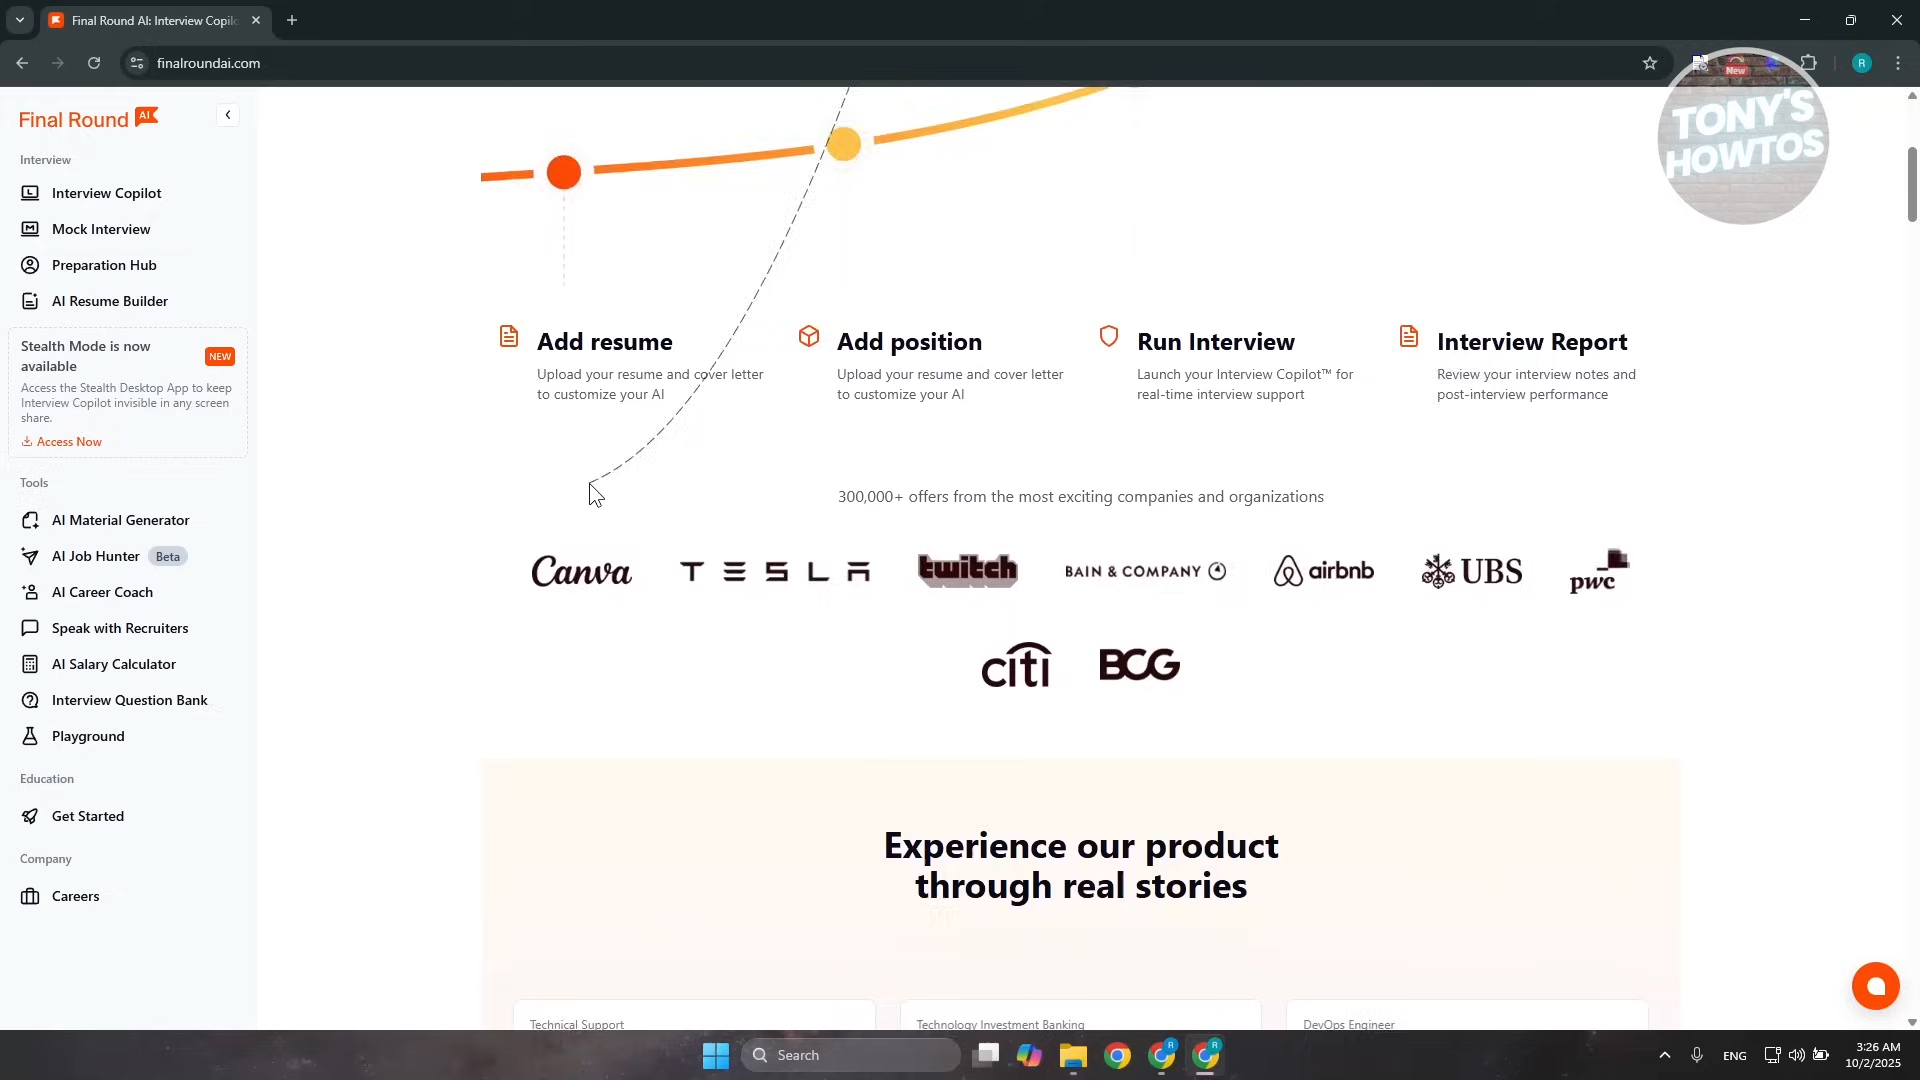 Final Round AI: Interview Copilo
finalroundai.com
New
R
TONY'S
HOWTOS
Final Round AI
Interview
Interview Copilot
Mock Interview
Preparation Hub
AI Resume Builder
Stealth Mode is now
available
NEW
Access the Stealth Desktop App to keep
Interview Copilot invisible in any screen
share.
Access Now
Tools
AI Material Generator
AI Job Hunter Beta
AI Career Coach
Speak with Recruiters
AI Salary Calculator
Interview Question Bank
Playground
Education
Get Started
Company
Careers
Add resume
Upload your resume and cover letter
to customize your AI
Add position
Upload your resume and cover letter
to customize your AI
Run Interview
Launch your Interview Copilot™ for
real-time interview support
Interview Report
Review your interview notes and
post-interview performance
300,000+ offers from the most exciting companies and organizations
Canva TESLA twitch BAIN & COMPANY airbnb UBS pwc
citi BCG
Experience our product
through real stories
Technical Support
Technology Investment Banking
DevOps Engineer
Search
R
R
ENG
3:26 AM
10/2/2025